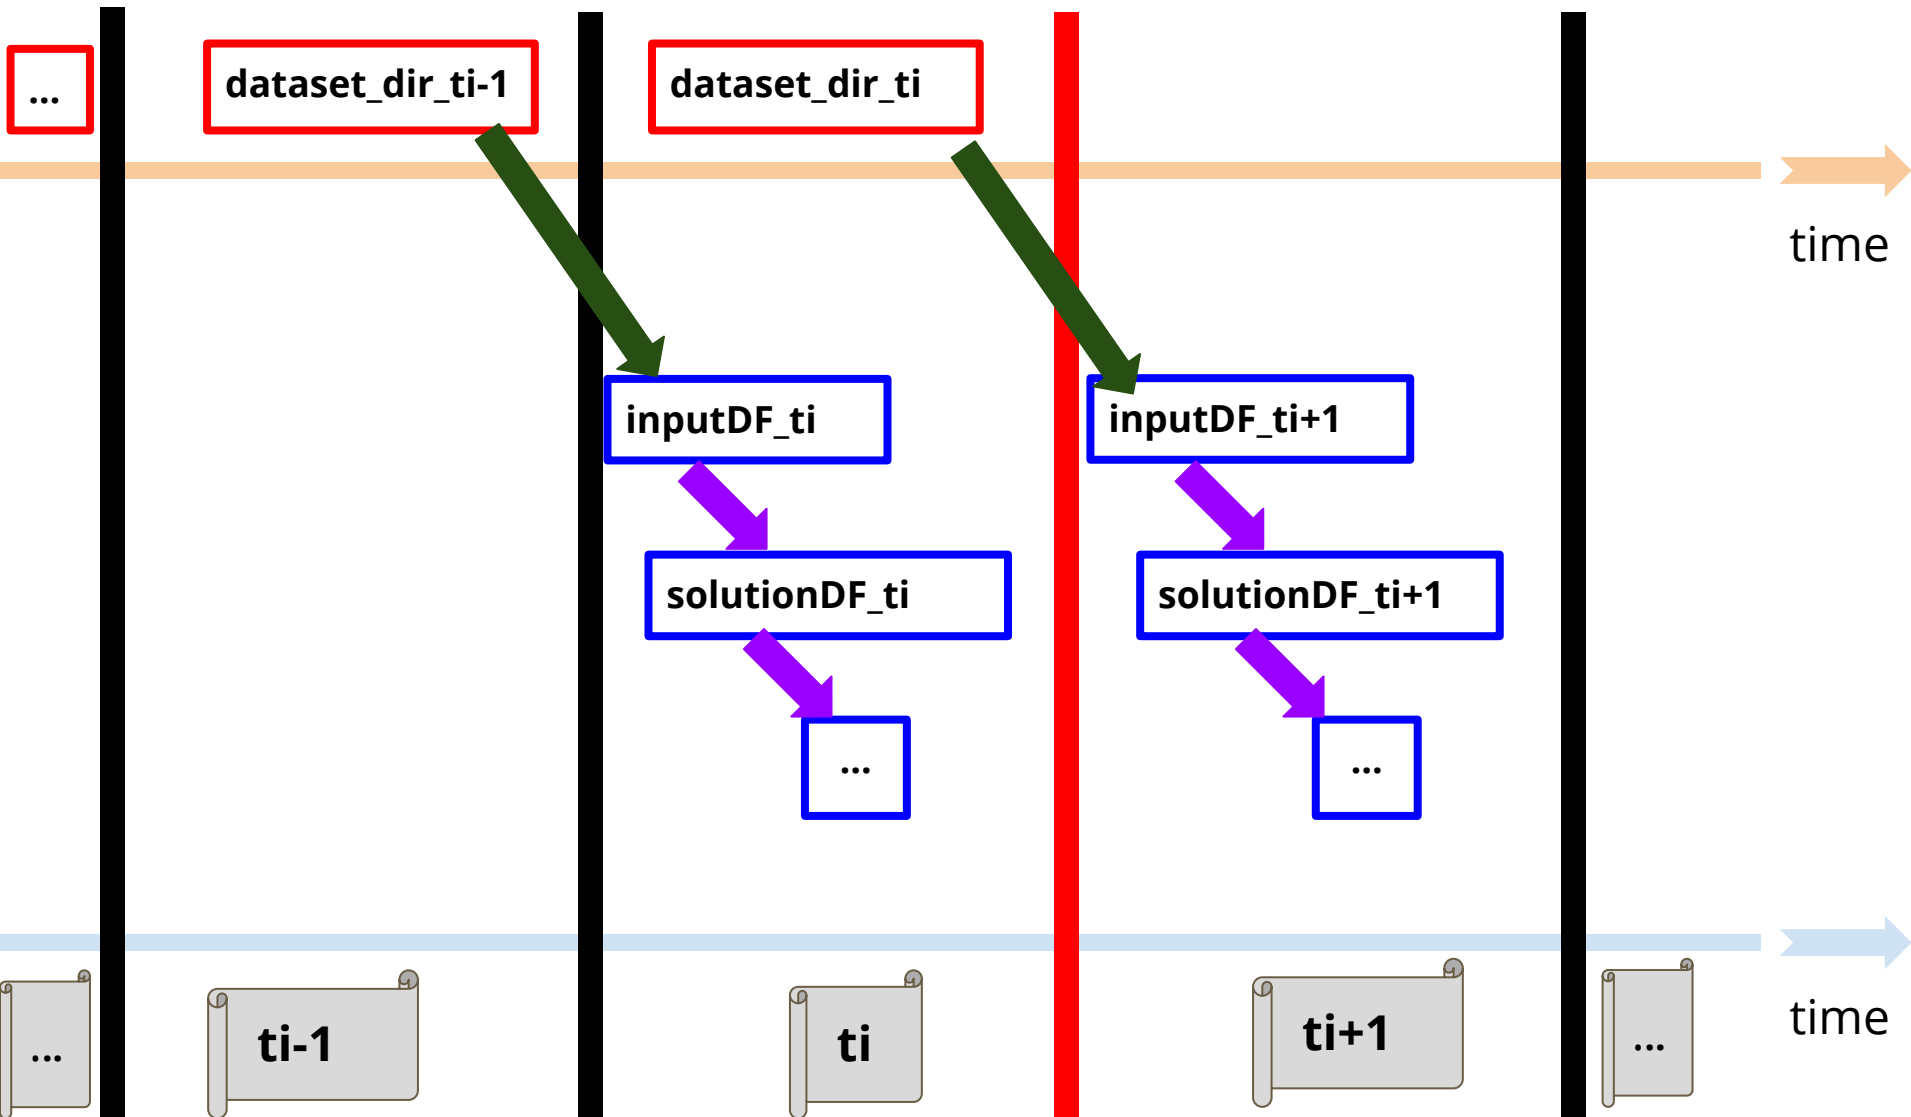 ...
dataset_dir_ti-1
dataset_dir_ti
time
inputDF_ti
inputDF_ti+1
solutionDF_ti
solutionDF_ti+1
...
...
...
ti-1
ti
ti+1
...
time